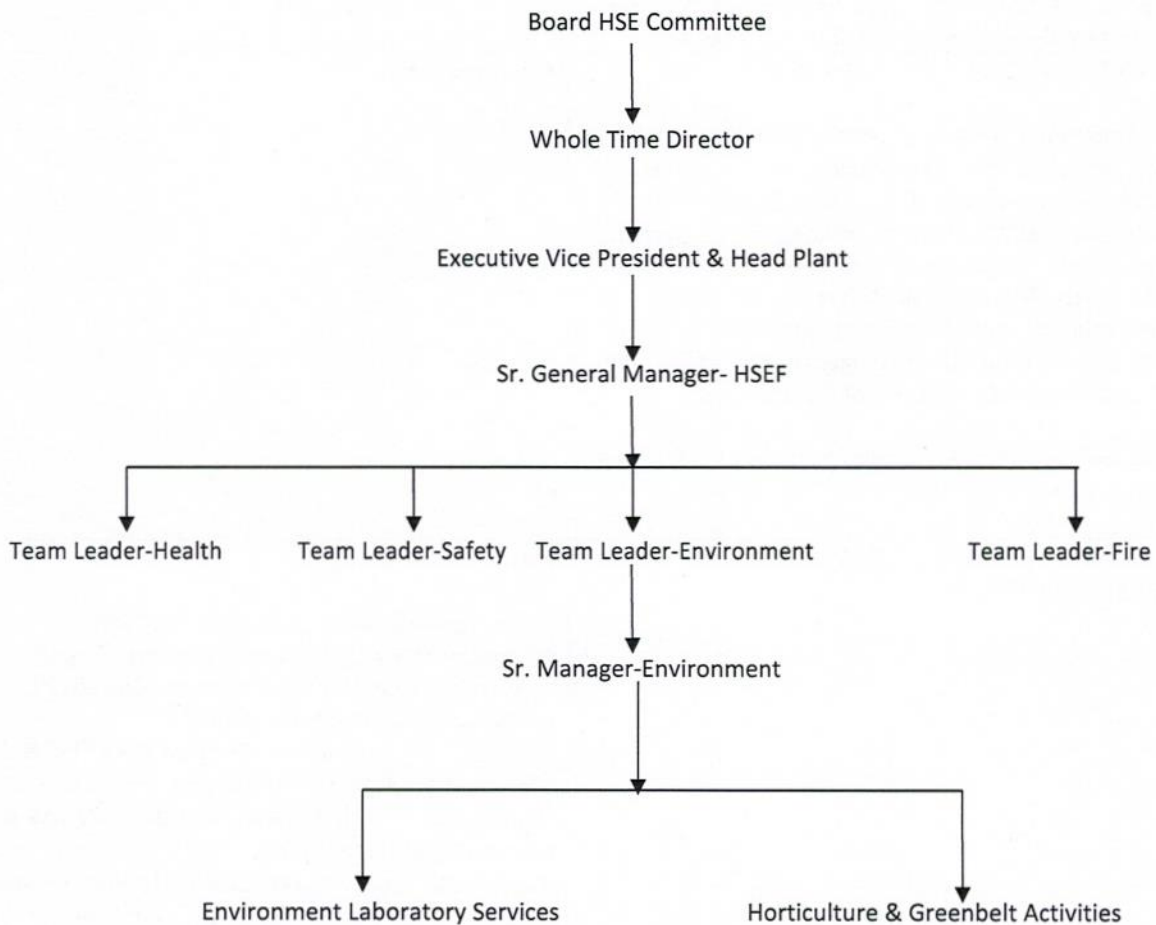 Board HSE Committee
Whole Time Director
Executive Vice President & Head Plant
Sr. General Manager- HSEF
Team Leader-Health
Team Leader-Safety
Team Leader-Environment
Team Leader-Fire
Sr. Manager-Environment
Environment Laboratory Services
Horticulture & Greenbelt Activities